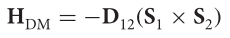 H_DM = −D_12(S_1 × S_2)